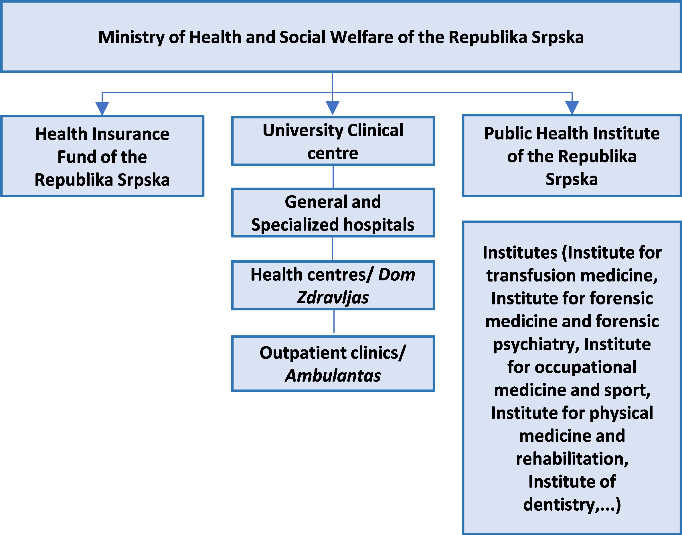 Ministry of Health and Social Welfare of the Republika Srpska
Health Insurance
Fund of the
Republika Srpska
University Clinical
centre
General and
Specialized hospitals
Health centres/ Dom
Zdravljas
Outpatient clinics/
Ambulantas
Public Health Institute
of the Republika
Srpska
Institutes (Institute for
transfusion medicine,
Institute for forensic
medicine and forensic
psychiatry, Institute
for occupational
medicine and sport,
Institute for physical
medicine and
rehabilitation,
Institute of
dentistry,...)